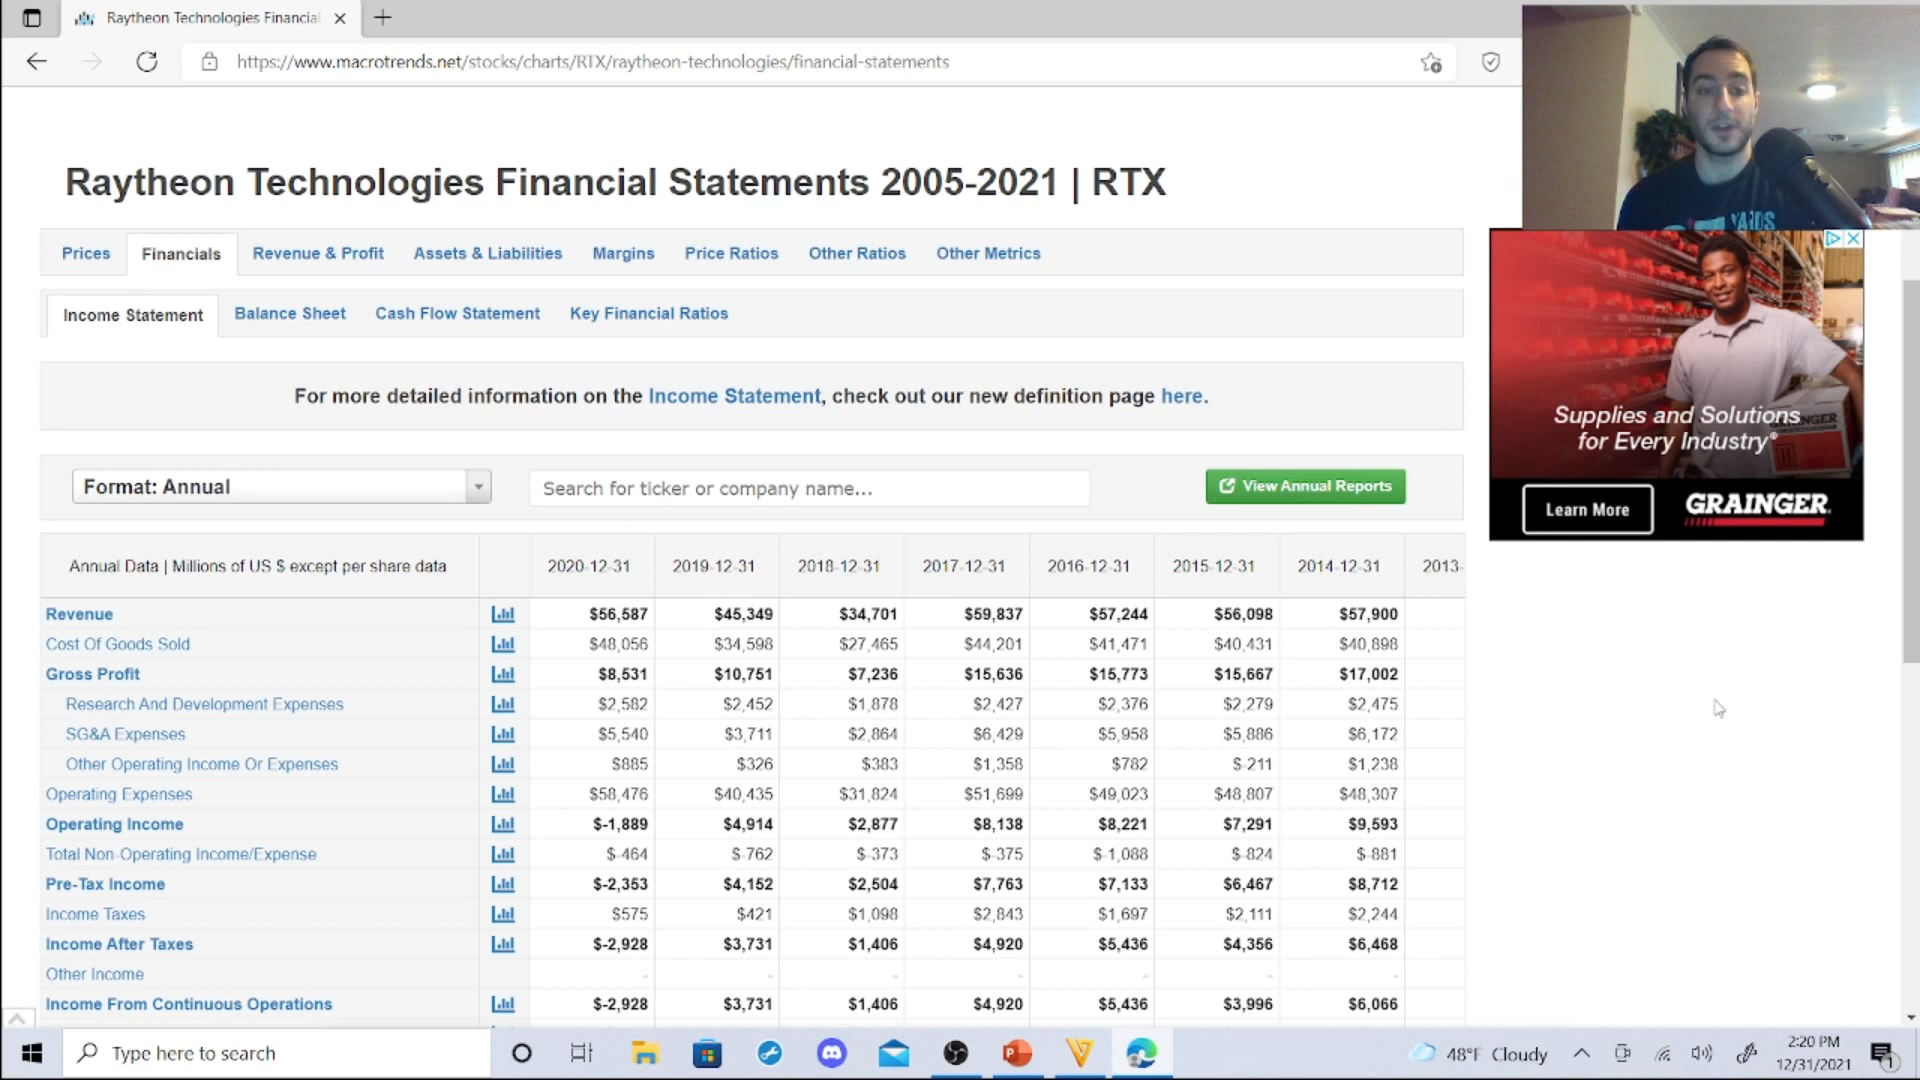 Raytheon Technologies Financial
https://www.macrotrends.net/stocks/charts/RTX/raytheon-technologies/financial-statements
Raytheon Technologies Financial Statements 2005-2021 | RTX
Prices Financials Revenue & Profit Assets & Liabilities Margins Price Ratios Other Ratios Other Metrics
Income Statement Balance Sheet Cash Flow Statement Key Financial Ratios
For more detailed information on the Income Statement, check out our new definition page here.
Format: Annual Search for ticker or company name... View Annual Reports
Supplies and Solutions
for Every Industry®
Learn More GRAINGER
Annual Data | Millions of US $ except per share data 2020-12-31 2019-12-31 2018-12-31 2017-12-31 2016-12-31 2015-12-31 2014-12-31 2013-
Revenue $56,587 $45,349 $34,701 $59,837 $57,244 $56,098 $57,900
Cost Of Goods Sold $48,056 $34,598 $27,465 $44,201 $41,471 $40,431 $40,898
Gross Profit $8,531 $10,751 $7,236 $15,636 $15,773 $15,667 $17,002
Research And Development Expenses $2,582 $2,452 $1,878 $2,427 $2,376 $2,279 $2,475
SG&A Expenses $5,540 $3,711 $2,864 $6,429 $5,958 $5,886 $6,172
Other Operating Income Or Expenses $885 $326 $383 $1,358 $782 $-211 $1,238
Operating Expenses $58,476 $40,435 $31,824 $51,699 $49,023 $48,807 $48,307
Operating Income $-1,889 $4,914 $2,877 $8,138 $8,221 $7,291 $9,593
Total Non-Operating Income/Expense $-464 $-762 $-373 $-375 $-1,088 $-824 $-881
Pre-Tax Income $-2,353 $4,152 $2,504 $7,763 $7,133 $6,467 $8,712
Income Taxes $575 $421 $1,098 $2,843 $1,697 $2,111 $2,244
Income After Taxes $-2,928 $3,731 $1,406 $4,920 $5,436 $4,356 $6,468
Other Income - - - - - - -
Income From Continuous Operations $-2,928 $3,731 $1,406 $4,920 $5,436 $3,996 $6,066
Type here to search
48°F Cloudy
2:20 PM
12/31/2021
1